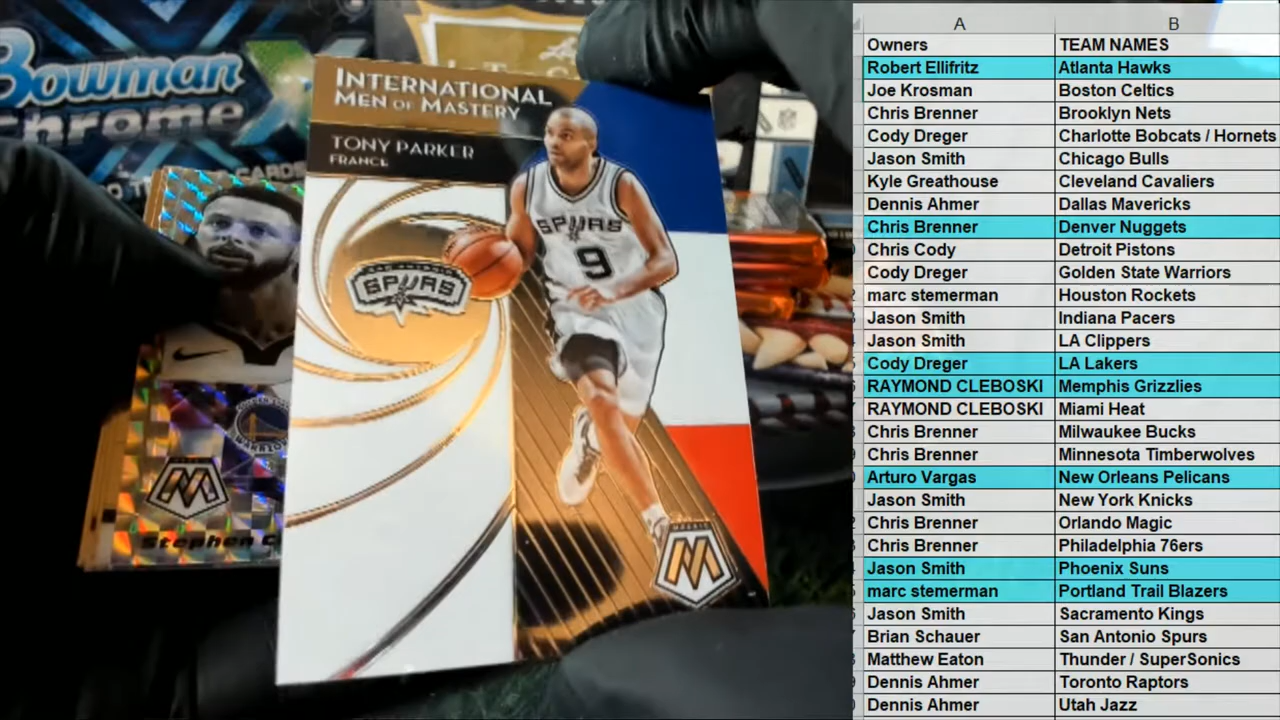 Bowman
Chrome X
CARDS
INTERNATIONAL
MEN OF MASTERY
TONY PARKER
FRANCE
SPURS
9
SAN ANTONIO
SPURS
MOSAIC
M
MOSAIC
M
Stephen C
A
B
Owners TEAM NAMES
Robert Ellifritz Atlanta Hawks
Joe Krosman Boston Celtics
Chris Brenner Brooklyn Nets
Cody Dreger Charlotte Bobcats / Hornets
Jason Smith Chicago Bulls
Kyle Greathouse Cleveland Cavaliers
Dennis Ahmer Dallas Mavericks
Chris Brenner Denver Nuggets
Chris Cody Detroit Pistons
Cody Dreger Golden State Warriors
marc stemerman Houston Rockets
Jason Smith Indiana Pacers
Jason Smith LA Clippers
Cody Dreger LA Lakers
RAYMOND CLEBOSKI Memphis Grizzlies
RAYMOND CLEBOSKI Miami Heat
Chris Brenner Milwaukee Bucks
Chris Brenner Minnesota Timberwolves
Arturo Vargas New Orleans Pelicans
Jason Smith New York Knicks
Chris Brenner Orlando Magic
Chris Brenner Philadelphia 76ers
Jason Smith Phoenix Suns
marc stemerman Portland Trail Blazers
Jason Smith Sacramento Kings
Brian Schauer San Antonio Spurs
Matthew Eaton Thunder / SuperSonics
Dennis Ahmer Toronto Raptors
Dennis Ahmer Utah Jazz